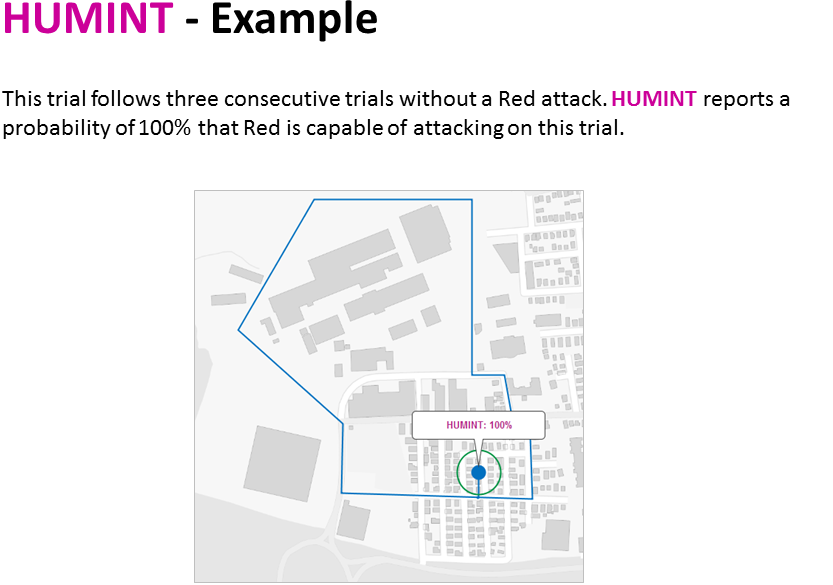 HUMINT - Example
This trial follows three consecutive trials without a Red attack. HUMINT reports a
probability of 100% that Red is capable of attacking on this trial.
HUMINT: 100%